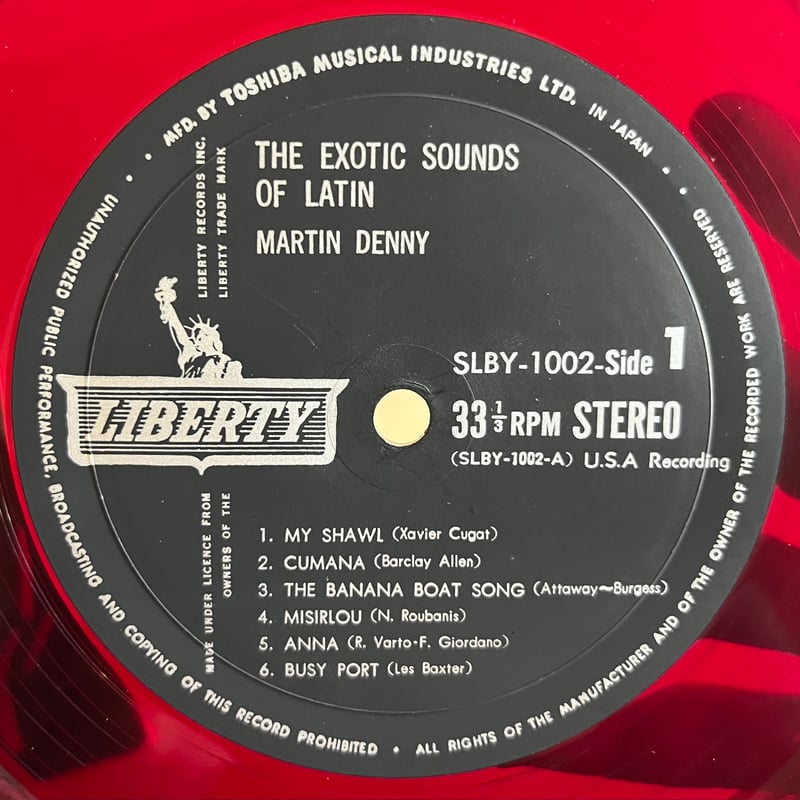 MFD. BY TOSHIBA MUSICAL INDUSTRIES LTD. IN JAPAN
THE EXOTIC SOUNDS
OF LATIN
MARTIN DENNY
LIBERTY RECORDS INC.
LIBERTY TRADE MARK
LIBERTY
SLBY-1002-Side 1
33 1/3 RPM STEREO
(SLBY-1002-A) U.S.A Recording
MADE UNDER LICENCE FROM
OWNERS OF THE
1. MY SHAWL (Xavier Cugat)
2. CUMANA (Barclay Allen)
3. THE BANANA BOAT SONG (Attaway~Burgess)
4. MISIRLOU (N. Roubanis)
5. ANNA (R. Varto-F. Giordano)
6. BUSY PORT (Les Baxter)
UNAUTHORIZED PUBLIC PERFORMANCE, BROADCASTING AND COPYING OF THIS RECORD PROHIBITED • ALL RIGHTS OF THE MANUFACTURER AND OF THE OWNER OF THE RECORDED WORK ARE RESERVED